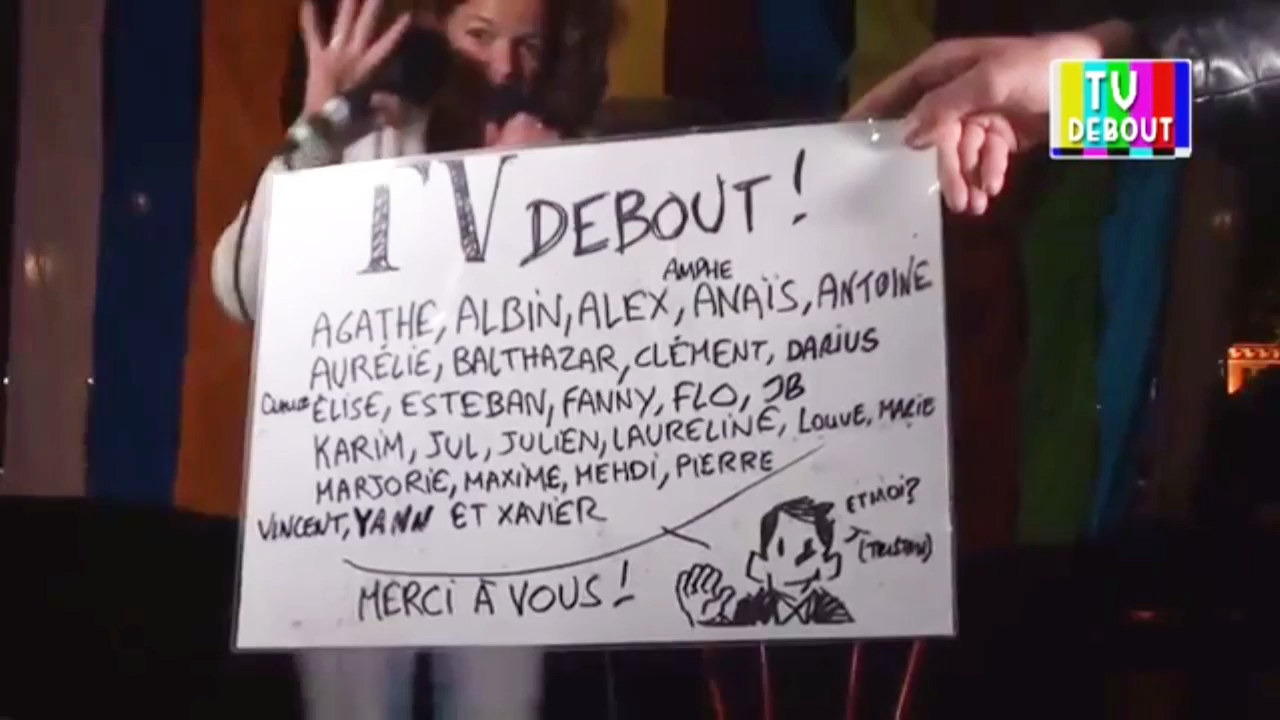 TV
DEBOUT
TV DEBOUT !
AMPHE
AGATHE, ALBIN, ALEX, ANAÏS, ANTOINE
AURÉLIE, BALTHAZAR, CLÉMENT, DARIUS
ÉLISE, ESTEBAN, FANNY, FLO, JB
KARIM, JUL, JULIEN, LAURELINE, LOUVE, MARIE
MARJORIE, MAXIME, MEHDI, PIERRE
VINCENT, YANN ET XAVIER
ET MOI?
(TRISTAN)
MERCI À VOUS !